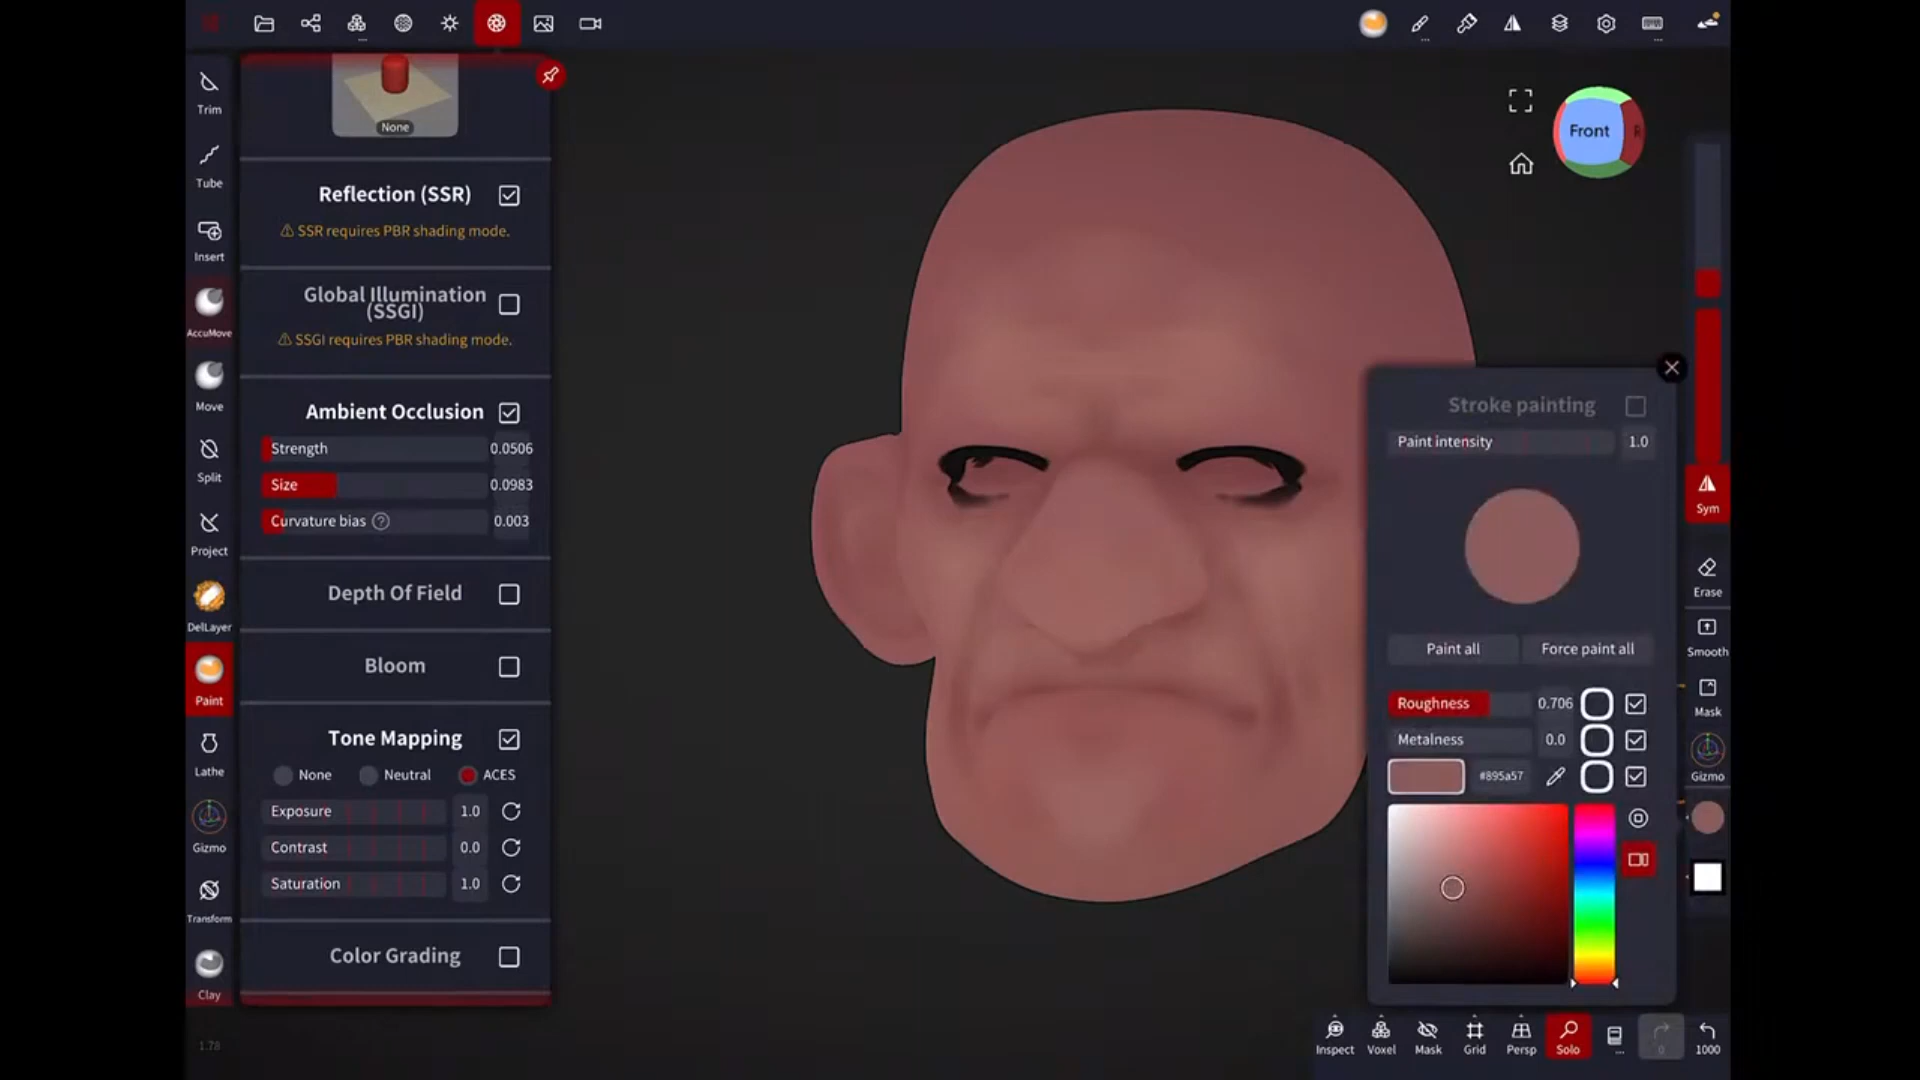 Trim
Tube
Insert
AccuMove
Move
Split
Project
DelLayer
Paint
Lathe
Gizmo
Transform
Clay
1.78
None
Reflection (SSR)
⚠ SSR requires PBR shading mode.
Global Illumination
(SSGI)
⚠ SSGI requires PBR shading mode.
Ambient Occlusion
Strength 0.0506
Size 0.0983
Curvature bias ? 0.003
Depth Of Field
Bloom
Tone Mapping
None Neutral ACES
Exposure 1.0
Contrast 0.0
Saturation 1.0
Color Grading
Front R
Stroke painting
Paint intensity 1.0
Paint all Force paint all
Roughness 0.706
Metalness 0.0
#895a57
Sym
Erase
Smooth
Mask
Gizmo
Inspect Voxel Mask Grid Persp Solo ... 0 1000